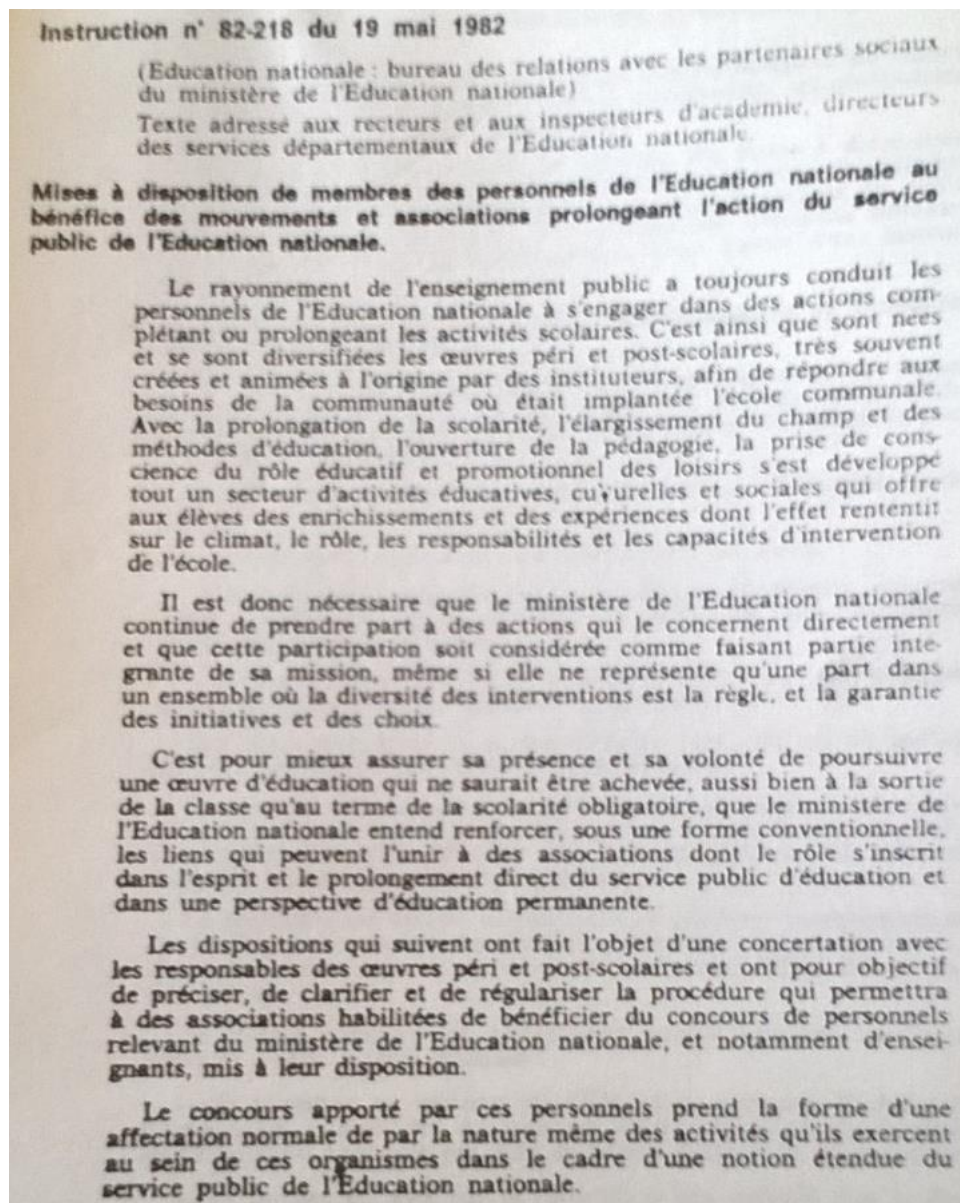 Instruction n° 82-218 du 19 mai 1982
(Education nationale : bureau des relations avec les partenaires sociaux
du ministère de l'Education nationale)
Texte adressé aux recteurs et aux inspecteurs d'academie, directeurs
des services départementaux de l'Education nationale.
Mises à disposition de membres des personnels de l'Education nationale au
bénéfice des mouvements et associations prolongeant l'action du service
public de l'Education nationale.
Le rayonnement de l'enseignement public a toujours conduit les
personnels de l'Education nationale à s'engager dans des actions com-
plétant ou prolongeant les activités scolaires. C'est ainsi que sont nees
et se sont diversifiées les œuvres péri et post-scolaires, très souvent
créées et animées à l'origine par des instituteurs, afin de répondre aux
besoins de la communauté où était implantée l'école communale.
Avec la prolongation de la scolarité, l'élargissement du champ et des
méthodes d'éducation, l'ouverture de la pédagogie, la prise de cons-
cience du rôle éducatif et promotionnel des loisirs s'est développé
tout un secteur d'activités éducatives, culturelles et sociales qui offre
aux élèves des enrichissements et des expériences dont l'effet rententit
sur le climat, le rôle, les responsabilités et les capacités d'intervention
de l'école.
Il est donc nécessaire que le ministère de l'Education nationale
continue de prendre part à des actions qui le concernent directement
et que cette participation soit considérée comme faisant partie inté-
grante de sa mission, même si elle ne représente qu'une part dans
un ensemble où la diversité des interventions est la règle, et la garantie
des initiatives et des choix.
C'est pour mieux assurer sa présence et sa volonté de poursuivre
une œuvre d'éducation qui ne saurait être achevée, aussi bien à la sortie
de la classe qu'au terme de la scolarité obligatoire, que le ministère de
l'Education nationale entend renforcer, sous une forme conventionnelle,
les liens qui peuvent l'unir à des associations dont le rôle s'inscrit
dans l'esprit et le prolongement direct du service public d'éducation et
dans une perspective d'éducation permanente.
Les dispositions qui suivent ont fait l'objet d'une concertation avec
les responsables des œuvres péri et post-scolaires et ont pour objectif
de préciser, de clarifier et de régulariser la procédure qui permettra
à des associations habilitées de bénéficier du concours de personnels
relevant du ministère de l'Education nationale, et notamment d'ensei-
gnants, mis à leur disposition.
Le concours apporté par ces personnels prend la forme d'une
affectation normale de par la nature même des activités qu'ils exercent
au sein de ces organismes dans le cadre d'une notion étendue du
service public de l'Education nationale.